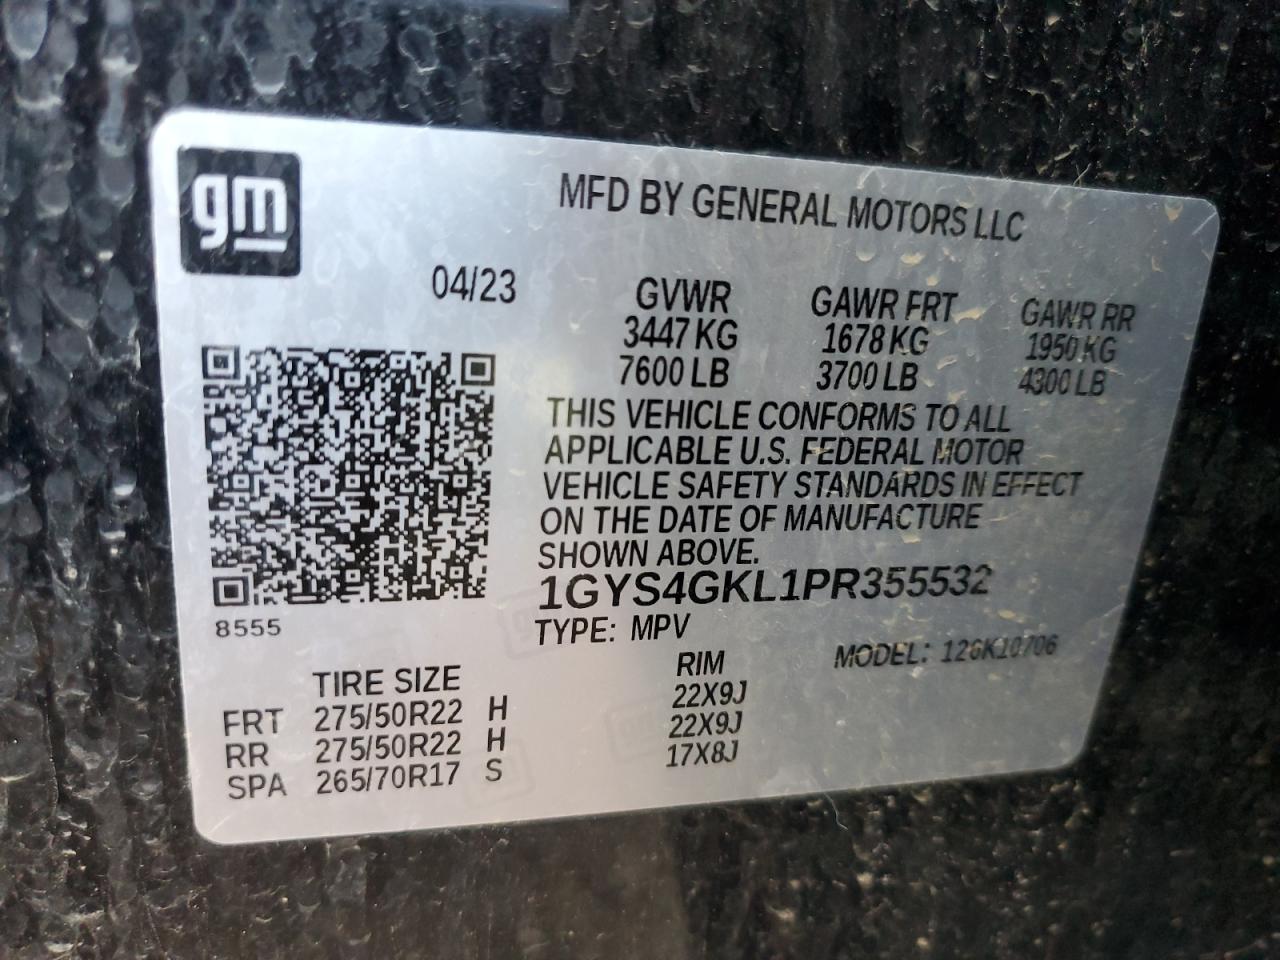 gm
MFD BY GENERAL MOTORS LLC
04/23
GVWR GAWR FRT GAWR RR
3447 KG 1678 KG 1950 KG
7600 LB 3700 LB 4300 LB
THIS VEHICLE CONFORMS TO ALL
APPLICABLE U.S. FEDERAL MOTOR
VEHICLE SAFETY STANDARDS IN EFFECT
ON THE DATE OF MANUFACTURE
SHOWN ABOVE.
1GYS4GKL1PR355532
8555
TYPE: MPV MODEL: 126K10706
TIRE SIZE RIM
FRT 275/50R22 H 22X9J
RR 275/50R22 H 22X9J
SPA 265/70R17 S 17X8J